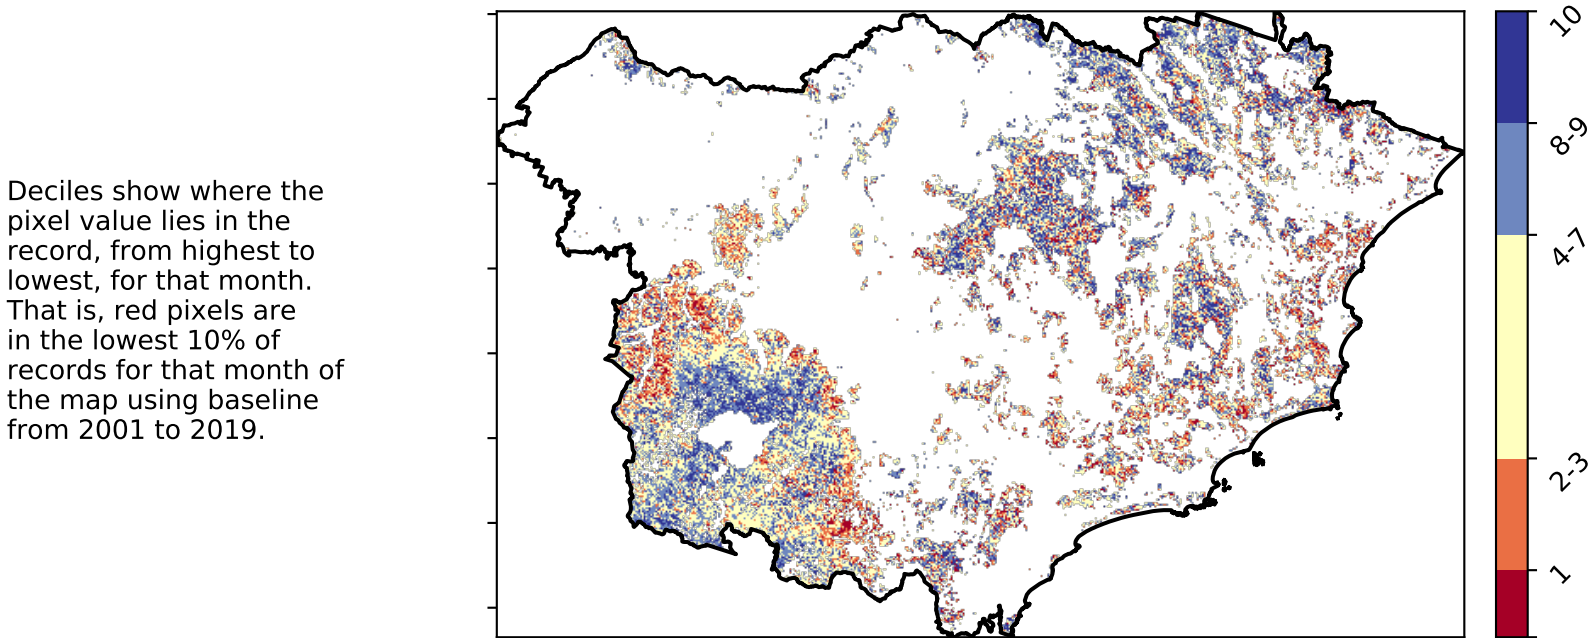 Deciles show where the
pixel value lies in the
record, from highest to
lowest, for that month.
That is, red pixels are
in the lowest 10% of
records for that month of
the map using baseline
from 2001 to 2019.
10
8-9
4-7
2-3
1